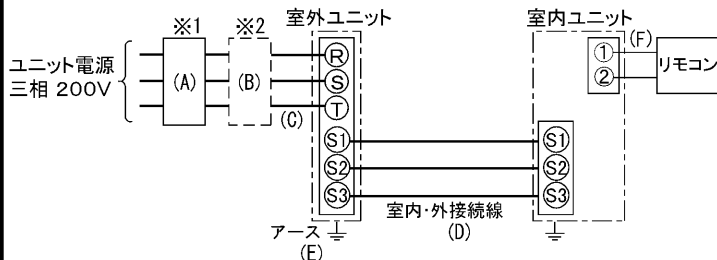 室外ユニット
室内ユニット
※1
※2
ユニット電源
三相 200V
(A)
(B)
(C)
Ⓡ
Ⓢ
Ⓣ
S1
S2
S3
①
②
(F)
リモコン
S1
S2
S3
室内・外接続線
(D)
アース
(E)